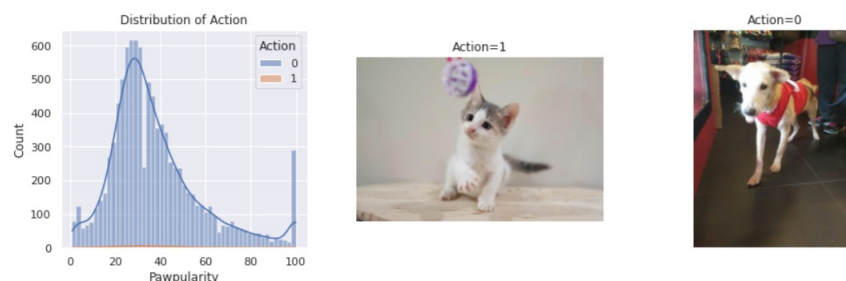 Distribution of Action
Count
600
500
400
300
200
100
0
Action
0
1
0
20
40
60
80
100
Pawpularity
Action=1
Action=0